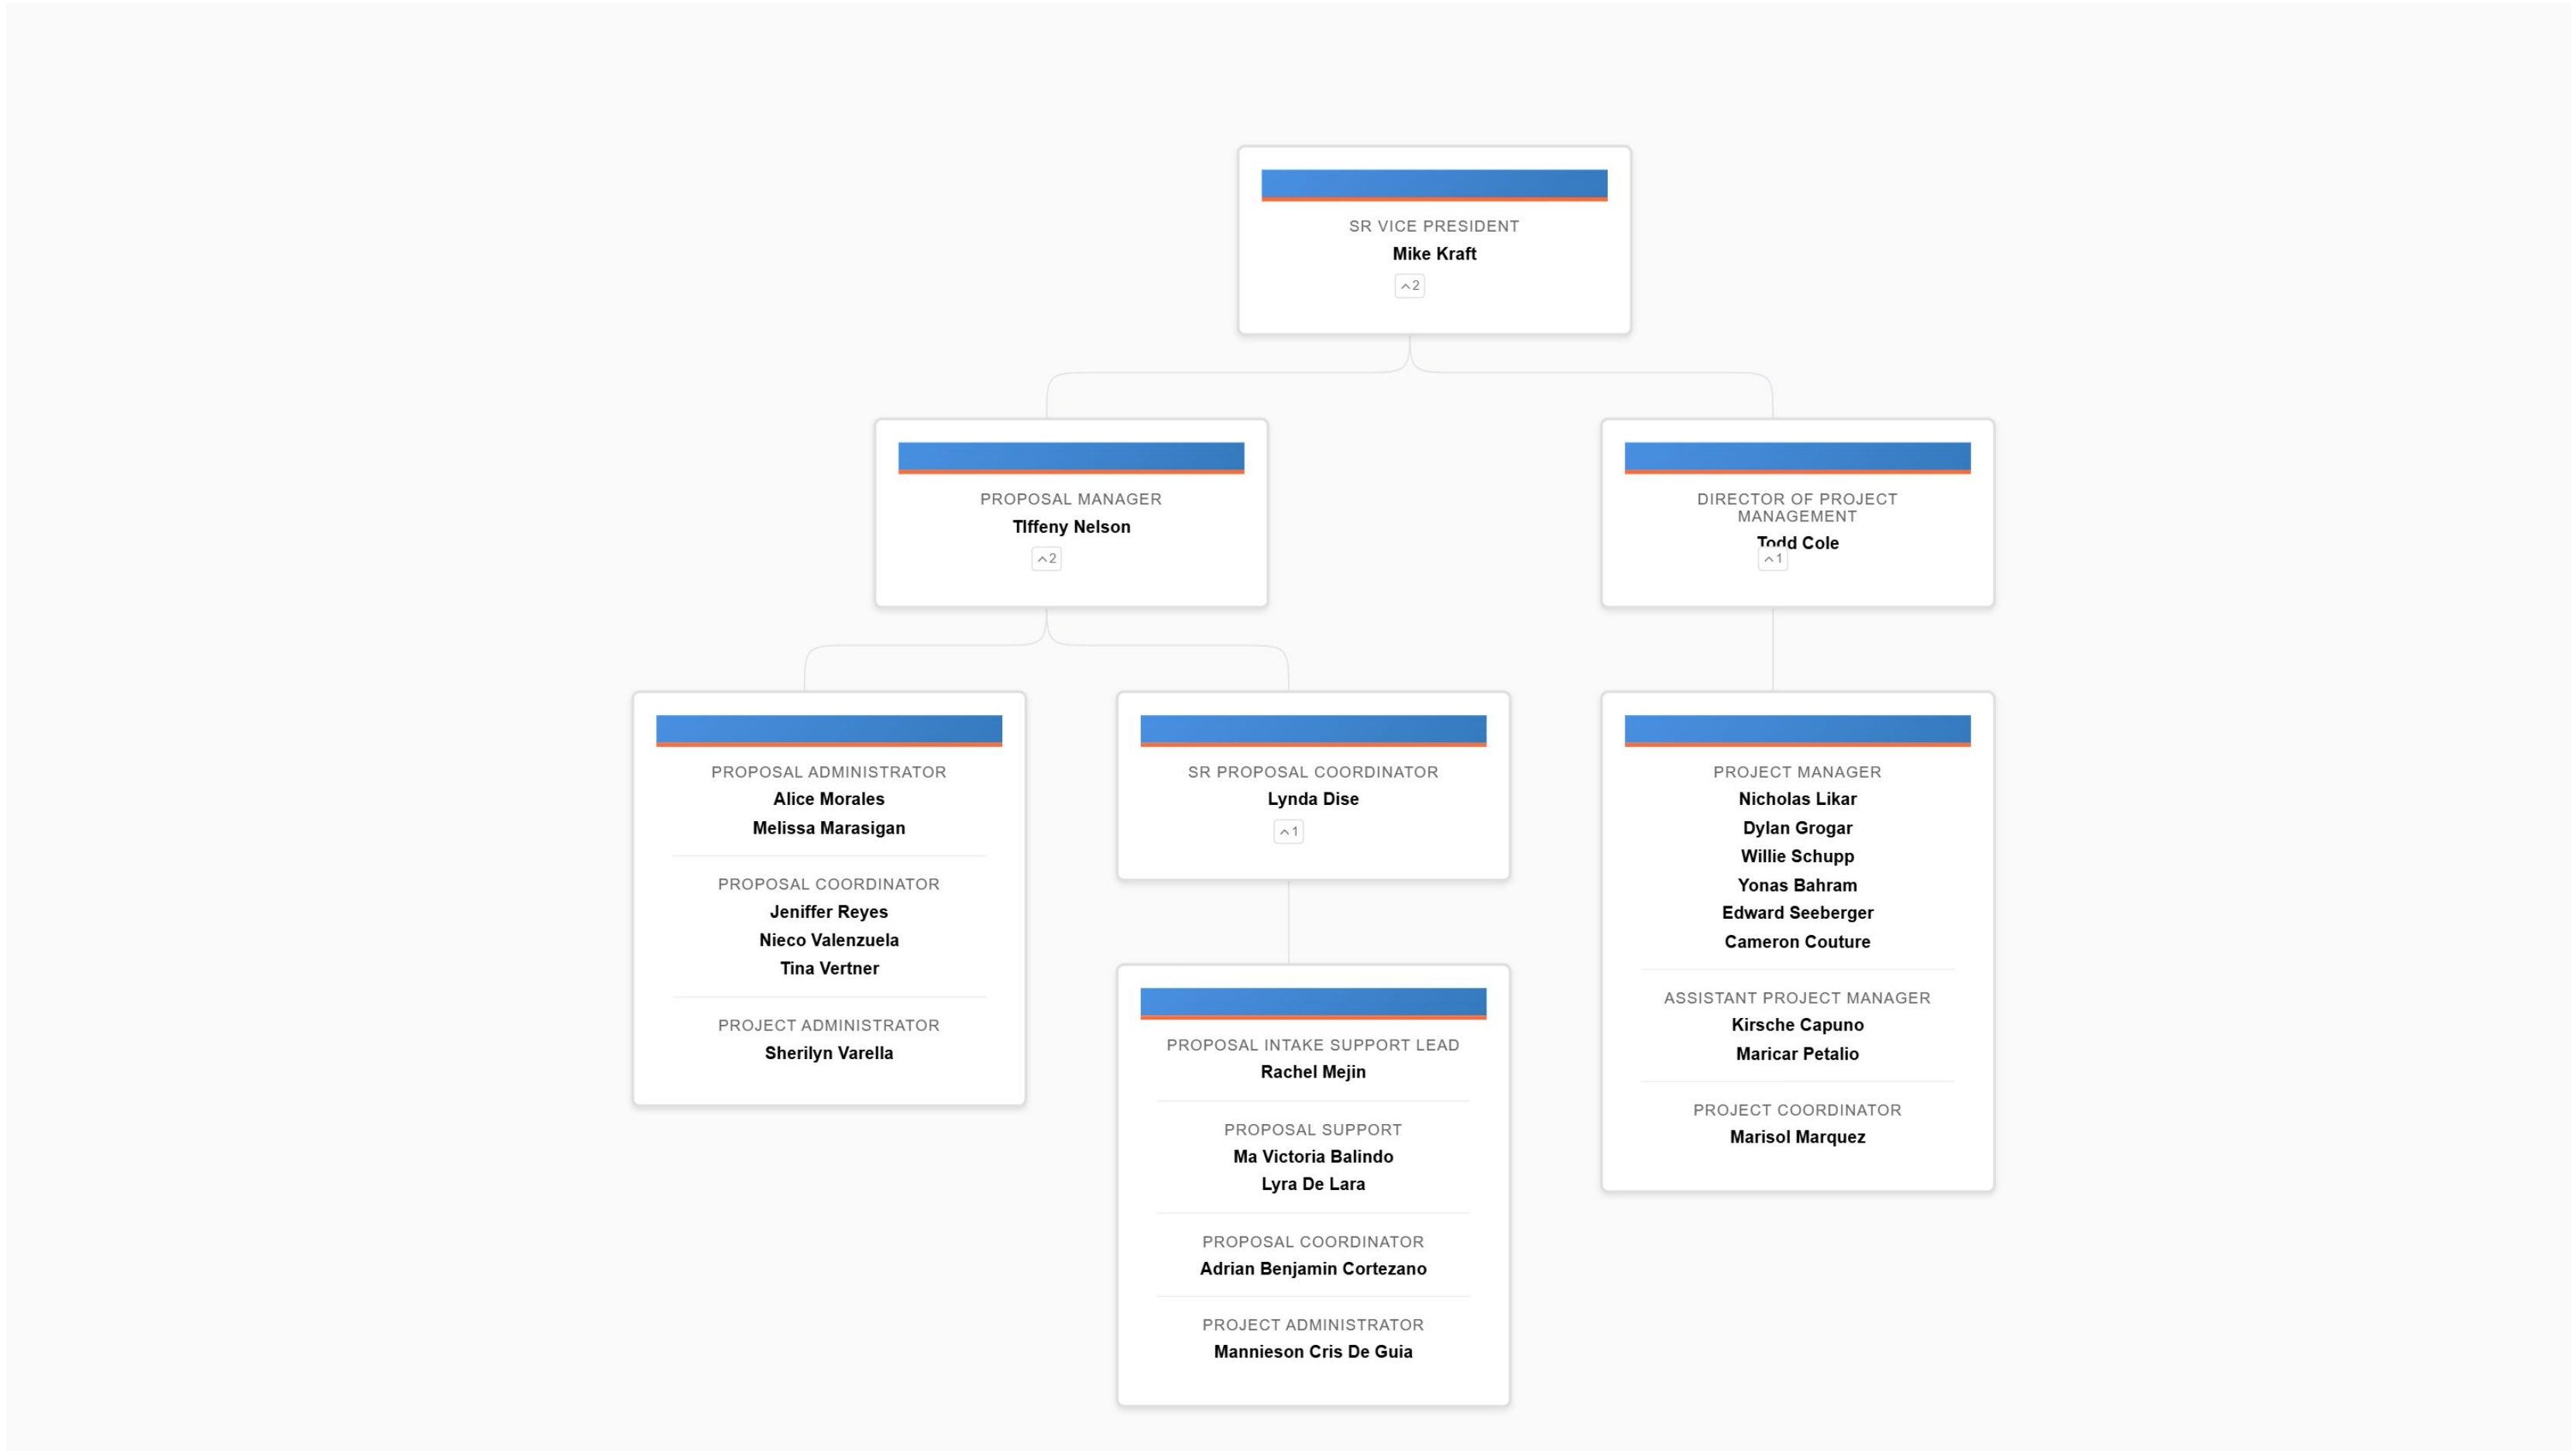 SR VICE PRESIDENT
Mike Kraft
2
PROPOSAL MANAGER
TIffeny Nelson
2
DIRECTOR OF PROJECT
MANAGEMENT
Todd Cole
1
PROPOSAL ADMINISTRATOR
Alice Morales
Melissa Marasigan
PROPOSAL COORDINATOR
Jeniffer Reyes
Nieco Valenzuela
Tina Vertner
PROJECT ADMINISTRATOR
Sherilyn Varella
SR PROPOSAL COORDINATOR
Lynda Dise
1
PROPOSAL INTAKE SUPPORT LEAD
Rachel Mejin
PROPOSAL SUPPORT
Ma Victoria Balindo
Lyra De Lara
PROPOSAL COORDINATOR
Adrian Benjamin Cortezano
PROJECT ADMINISTRATOR
Mannieson Cris De Guia
PROJECT MANAGER
Nicholas Likar
Dylan Grogar
Willie Schupp
Yonas Bahram
Edward Seeberger
Cameron Couture
ASSISTANT PROJECT MANAGER
Kirsche Capuno
Maricar Petalio
PROJECT COORDINATOR
Marisol Marquez